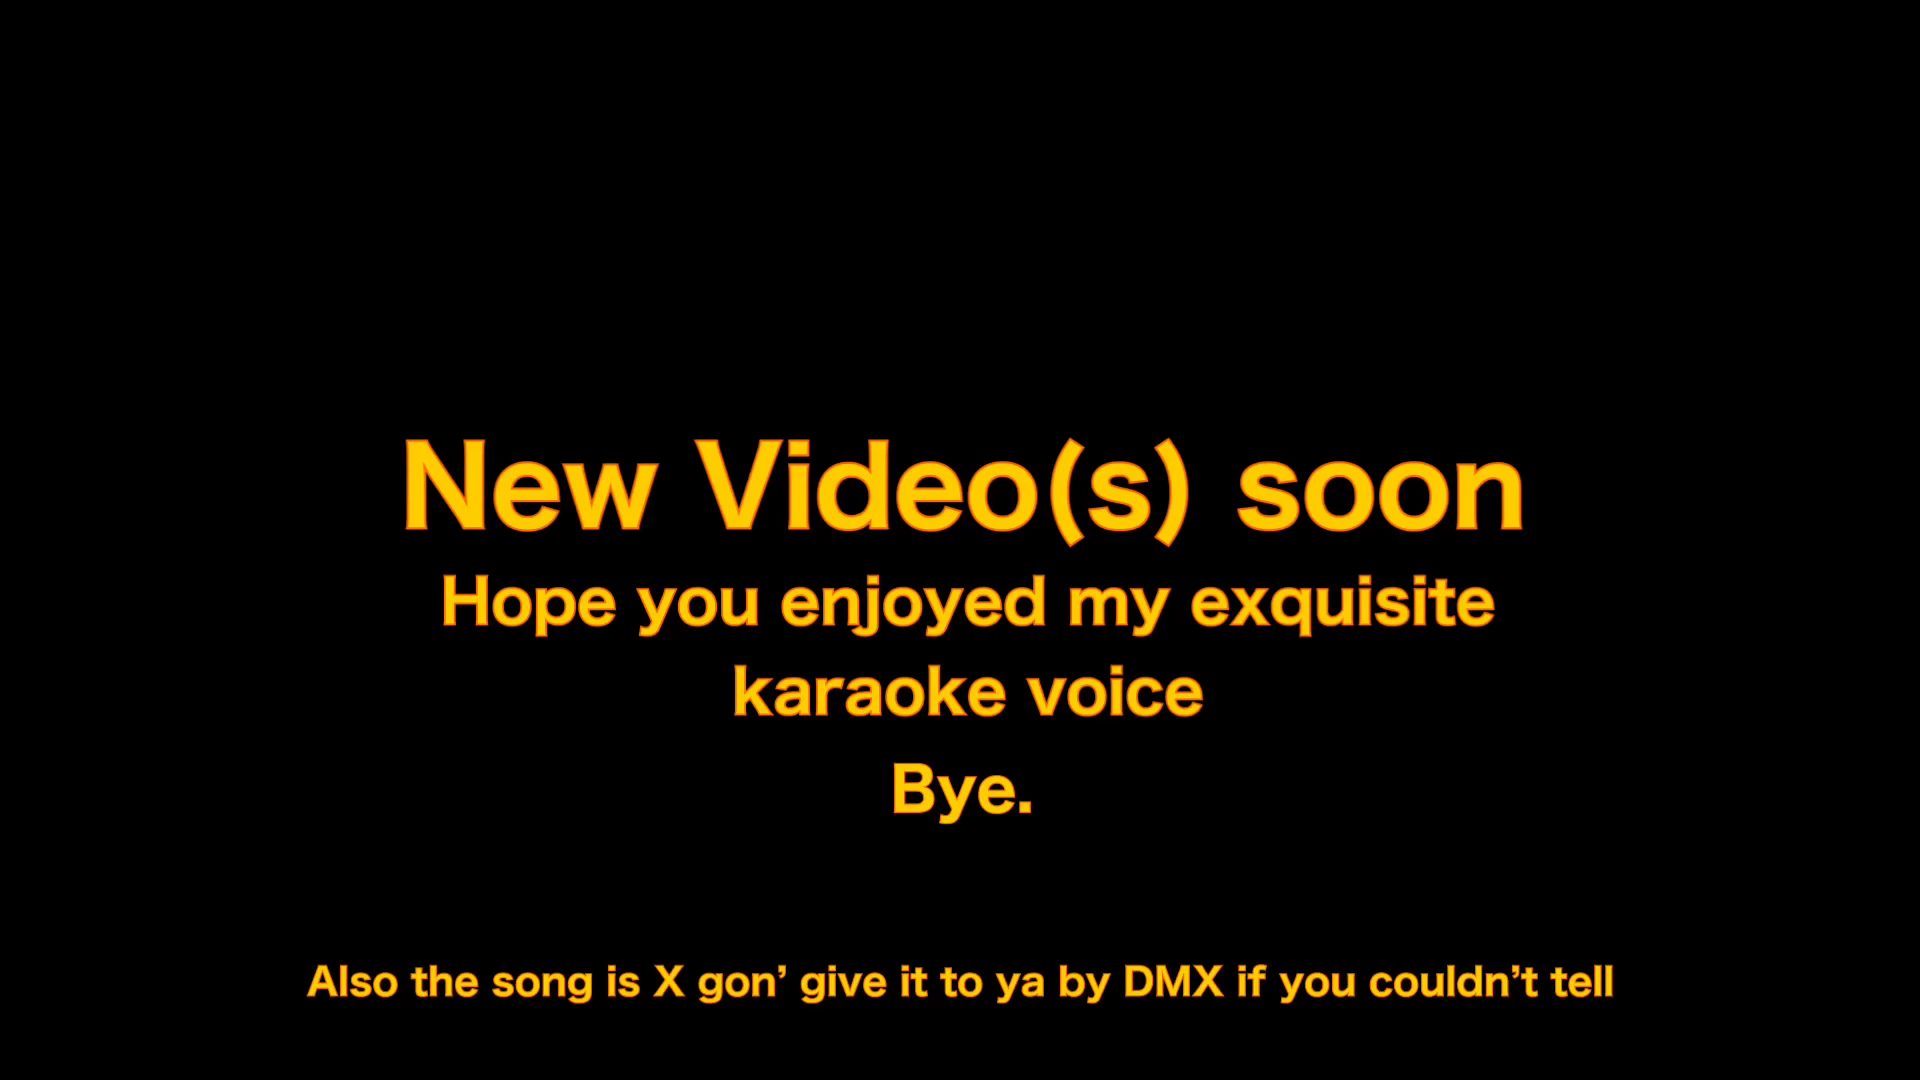 New Video(s) soon
Hope you enjoyed my exquisite
karaoke voice
Bye.
Also the song is X gon’ give it to ya by DMX if you couldn’t tell